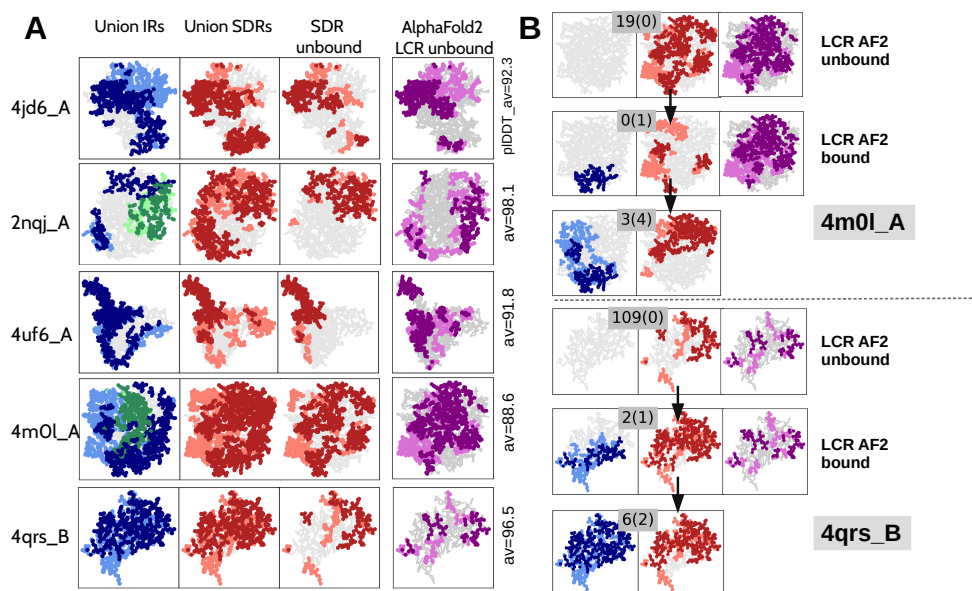 A
Union IRs
Union SDRs
SDR
unbound
AlphaFold2
LCR unbound
4jd6_A
plDDT_av=92.3
2nqj_A
av=98.1
4uf6_A
av=91.8
4m0l_A
av=88.6
4qrs_B
av=96.5
B
19(0)
LCR AF2
unbound
0(1)
LCR AF2
bound
3(4)
4m0l_A
109(0)
LCR AF2
unbound
2(1)
LCR AF2
bound
6(2)
4qrs_B